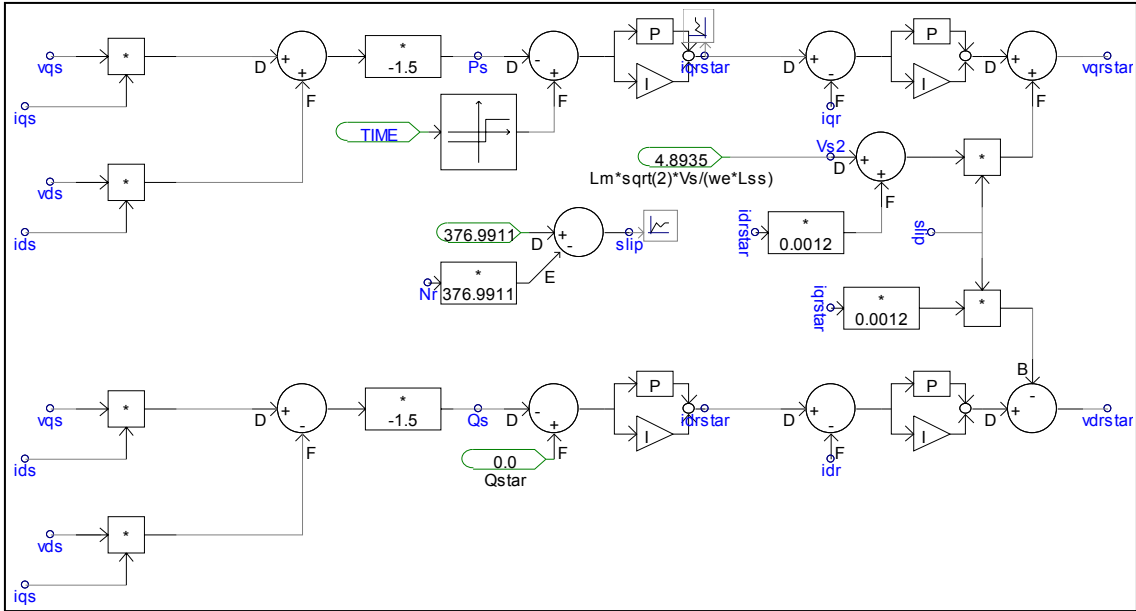 vqs
*
D
+
+
F
*
-1.5
Ps
D
-
+
F
P
I
iqrstar
D
+
-
F
iqr
P
I
D
+
+
F
vqrstar
iqs
TIME
vds
*
ids
4.8935
Lm*sqrt(2)*Vs/(we*Lss)
Vs2
D
+
+
F
*
idrstar
*
0.0012
slip
376.9911
D
+
-
E
slip
Nr
*
376.9911
iqrstar
*
0.0012
*
B
vqs
*
D
+
-
F
*
-1.5
Qs
D
-
+
F
P
I
idrstar
D
+
-
F
idr
P
I
D
+
-
vdrstar
ids
0.0
Qstar
vds
*
iqs